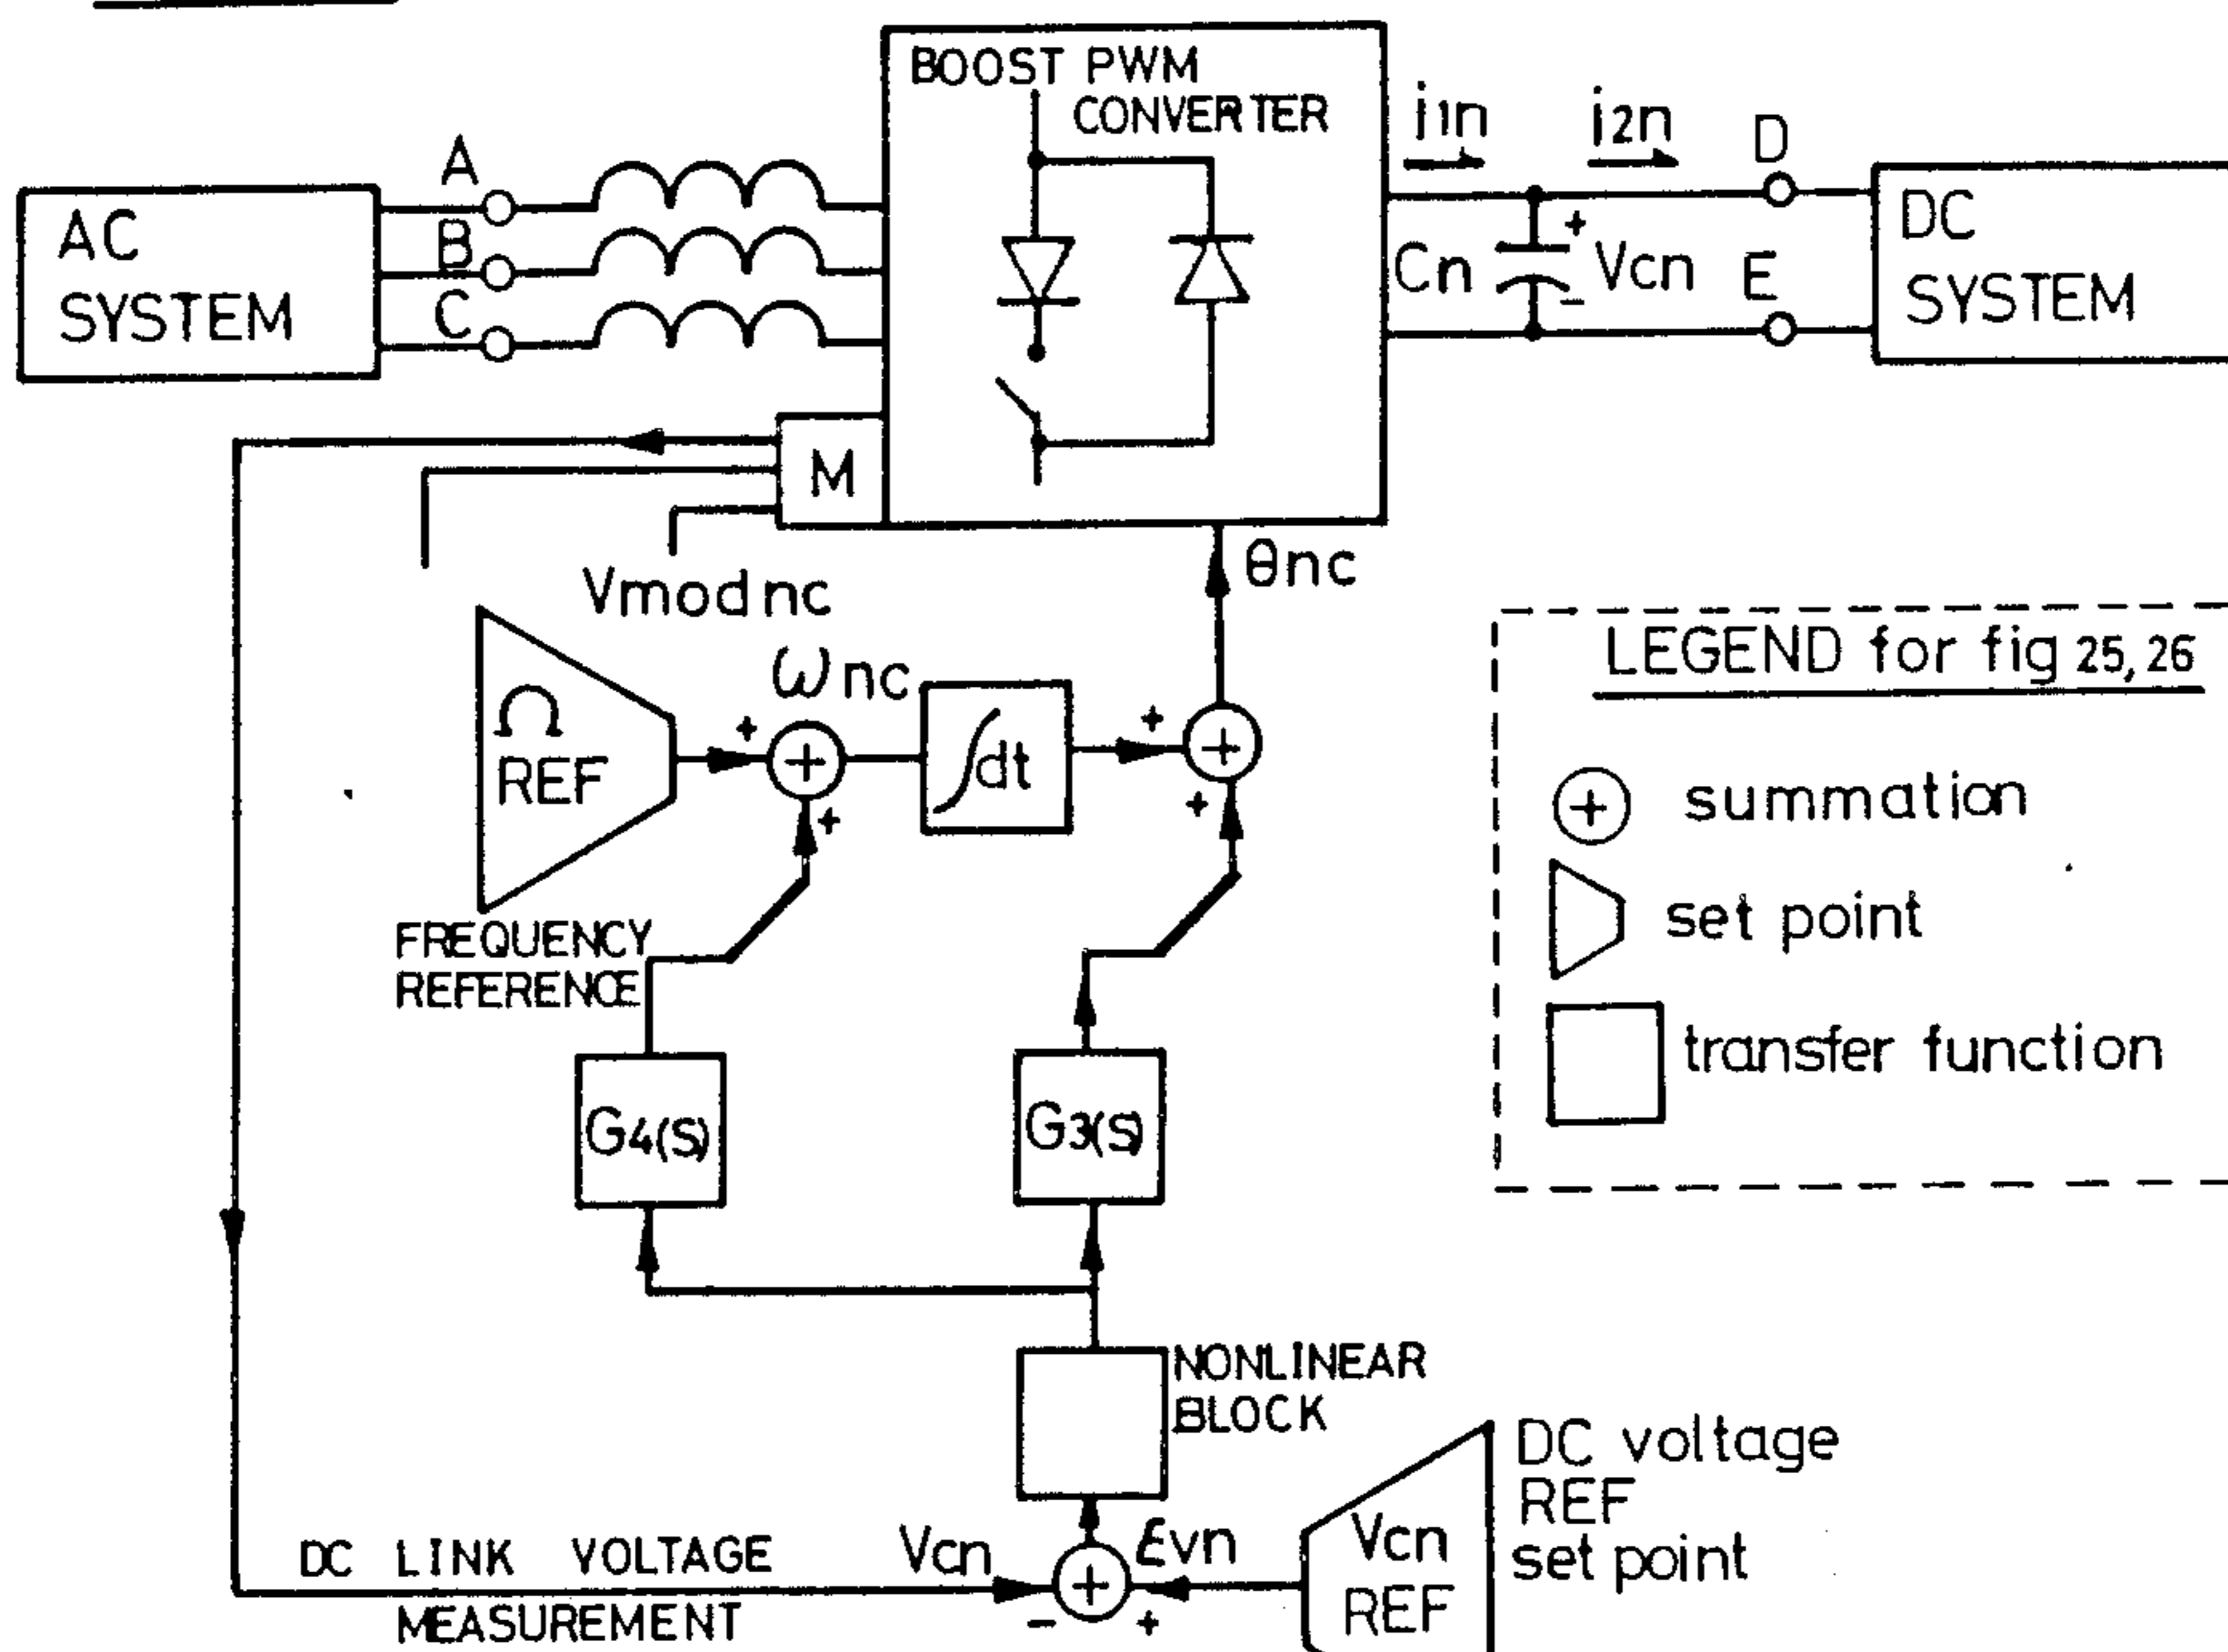 BOOST PWM
CONVERTER
i1n
i2n
D
A
B
C
AC
SYSTEM
Cn
+
Vcn
-
E
DC
SYSTEM
M
Vmodnc
θnc
Ω
REF
ωnc
+
+
+
∫dt
+
+
+
FREQUENCY
REFERENCE
LEGEND for fig 25,26
+ summation
set point
transfer function
G4(S)
G3(S)
NONLINEAR
BLOCK
DC LINK VOLTAGE
MEASUREMENT
Vcn
-
+
εvn
+
Vcn
REF
DC voltage
REF
set point